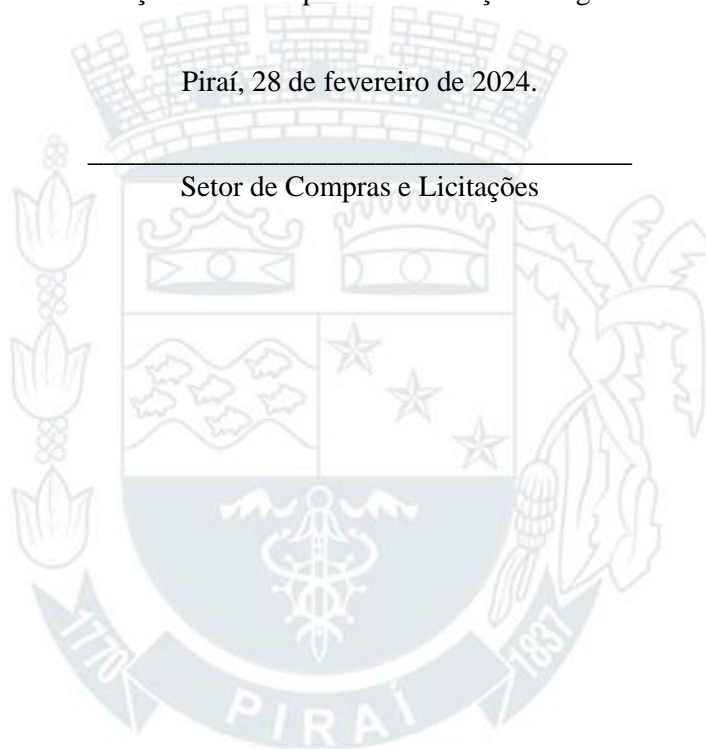 Piraí, 28 de fevereiro de 2024.
Setor de Compras e Licitações
1770
PIRAÍ
1837